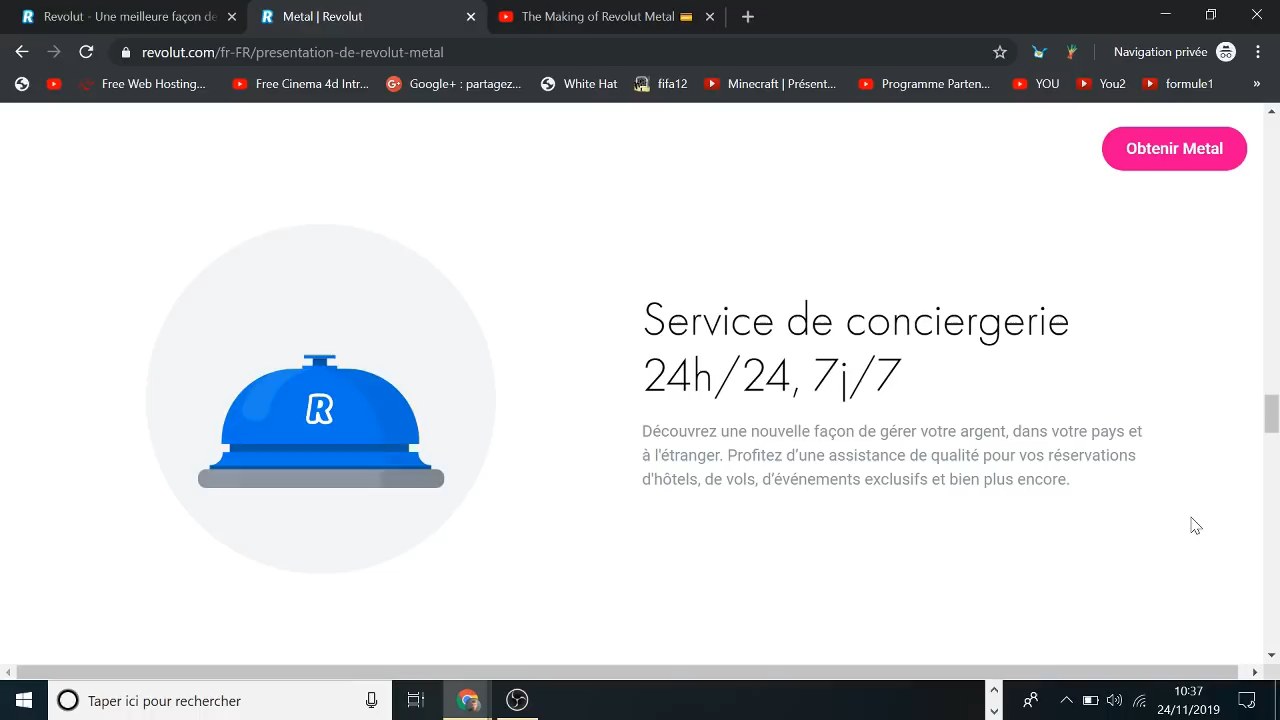 Revolut - Une meilleure façon de
Metal | Revolut
The Making of Revolut Metal
revolut.com/fr-FR/presentation-de-revolut-metal
Navigation privée
Free Web Hosting...
Free Cinema 4d Intr...
Google+ : partagez...
White Hat
fifa12
Minecraft | Présent...
Programme Parten...
YOU
You2
formule1
»
Obtenir Metal
R
Service de conciergerie
24h/24, 7j/7
Découvrez une nouvelle façon de gérer votre argent, dans votre pays et
à l'étranger. Profitez d’une assistance de qualité pour vos réservations
d'hôtels, de vols, d’événements exclusifs et bien plus encore.
Taper ici pour rechercher
10:37
24/11/2019